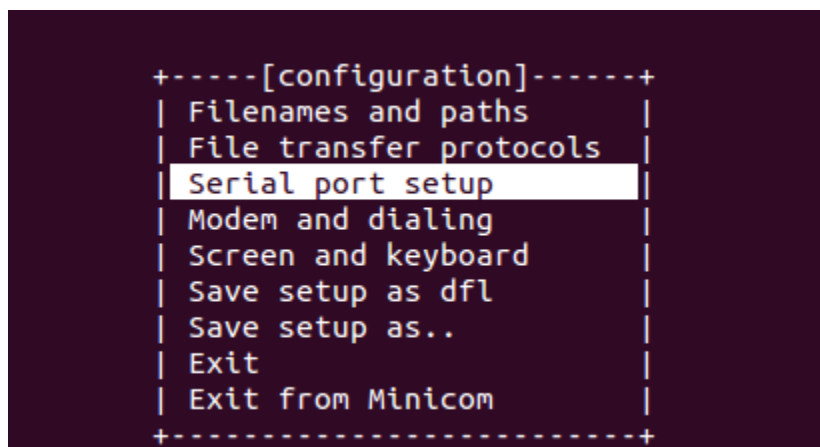 +-----[configuration]------+
| Filenames and paths      |
| File transfer protocols  |
| Serial port setup        |
| Modem and dialing        |
| Screen and keyboard      |
| Save setup as dfl        |
| Save setup as..          |
| Exit                     |
| Exit from Minicom        |
+--------------------------+